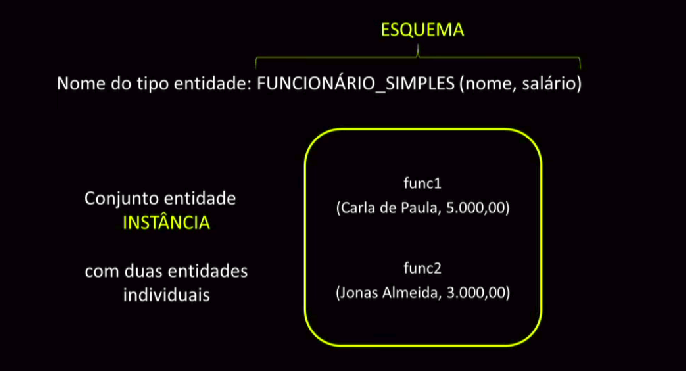 ESQUEMA
Nome do tipo entidade: FUNCIONÁRIO_SIMPLES (nome, salário)
Conjunto entidade
INSTÂNCIA
com duas entidades
individuais
func1
(Carla de Paula, 5.000,00)
func2
(Jonas Almeida, 3.000,00)